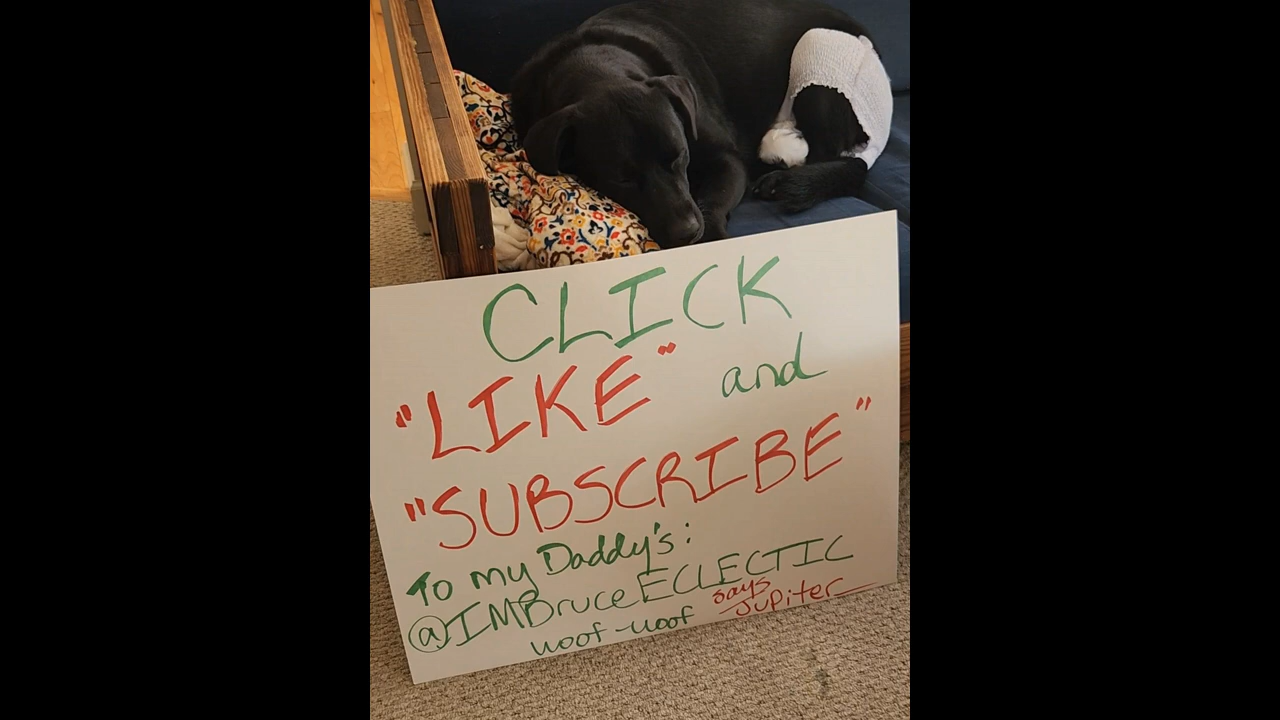 CLICK
"LIKE" and
"SUBSCRIBE"
To my Daddy's:
@IMBruceECLECTIC
woof-woof says Jupiter